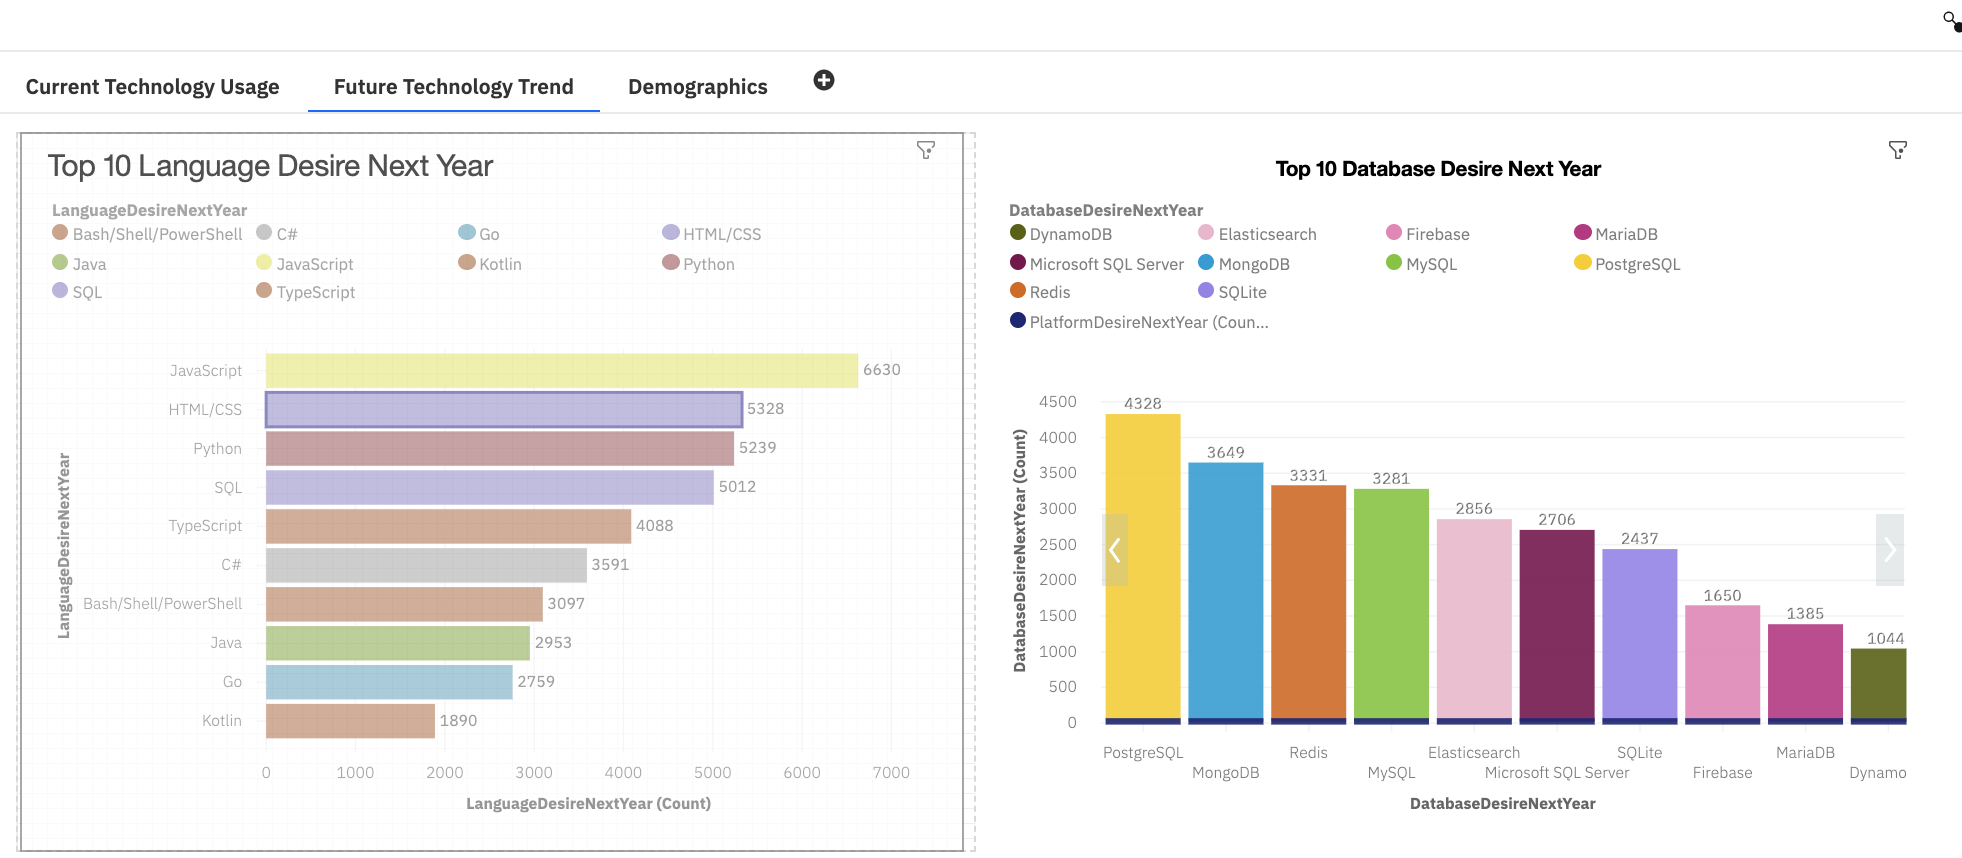 Current Technology Usage
Future Technology Trend
Demographics
Top 10 Language Desire Next Year
LanguageDesireNextYear
Bash/Shell/PowerShell C# Go HTML/CSS
Java JavaScript Kotlin Python
SQL TypeScript
LanguageDesireNextYear
JavaScript 6630
HTML/CSS 5328
Python 5239
SQL 5012
TypeScript 4088
C# 3591
Bash/Shell/PowerShell 3097
Java 2953
Go 2759
Kotlin 1890
0 1000 2000 3000 4000 5000 6000 7000
LanguageDesireNextYear (Count)
Top 10 Database Desire Next Year
DatabaseDesireNextYear
DynamoDB Elasticsearch Firebase MariaDB
Microsoft SQL Server MongoDB MySQL PostgreSQL
Redis SQLite
PlatformDesireNextYear (Coun...
DatabaseDesireNextYear (Count)
4500
4000
3500
3000
2500
2000
1500
1000
500
0
4328
3649
3331
3281
2856
2706
2437
1650
1385
1044
PostgreSQL Redis Elasticsearch SQLite MariaDB
MongoDB MySQL Microsoft SQL Server Firebase Dynamo
DatabaseDesireNextYear